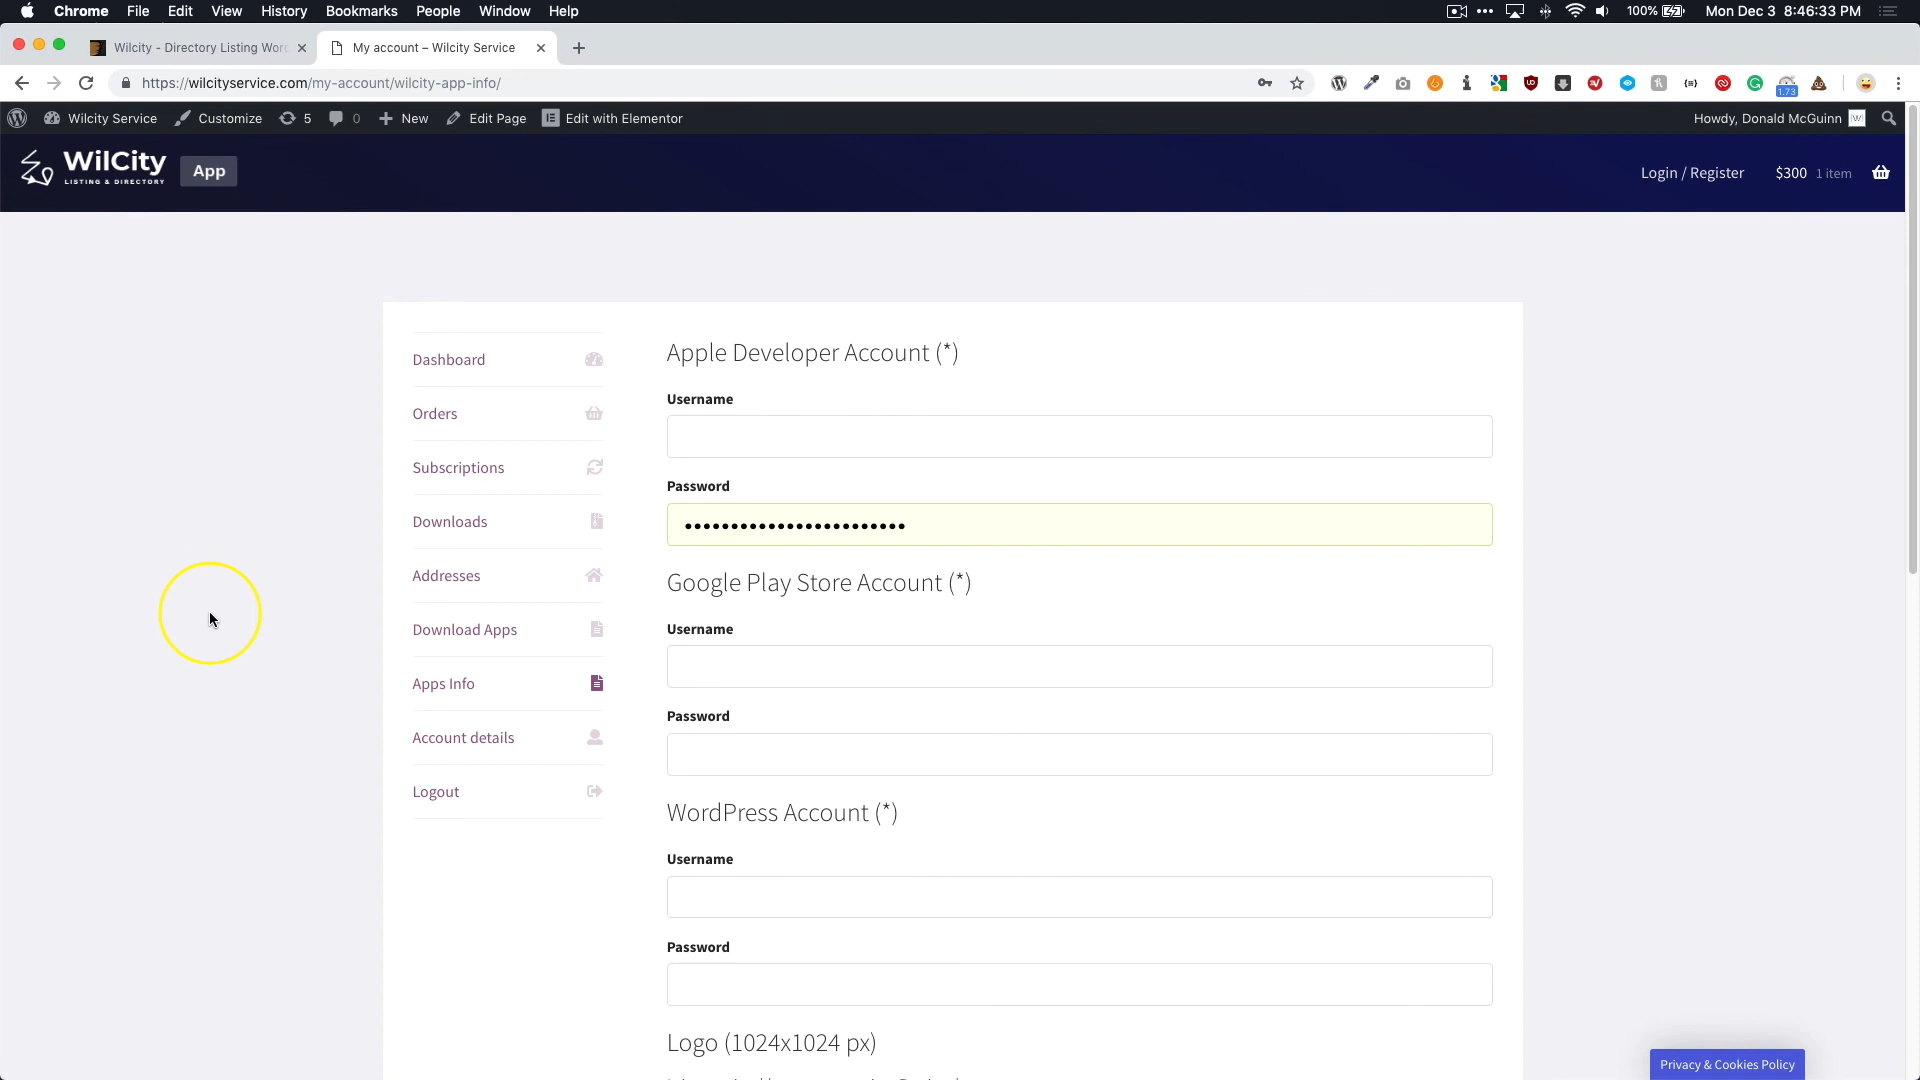 Chrome File Edit View History Bookmarks People Window Help
100% Mon Dec 3 8:46:33 PM
Wilcity - Directory Listing Wor
My account – Wilcity Service
https://wilcityservice.com/my-account/wilcity-app-info/
1.73
Wilcity Service Customize 5 0 New Edit Page Edit with Elementor
Howdy, Donald McGuinn
WilCity
LISTING & DIRECTORY
App
Login / Register $300 1 item
Dashboard
Orders
Subscriptions
Downloads
Addresses
Download Apps
Apps Info
Account details
Logout
Apple Developer Account (*)
Username
Password
Google Play Store Account (*)
Username
Password
WordPress Account (*)
Username
Password
Logo (1024x1024 px)
Privacy & Cookies Policy